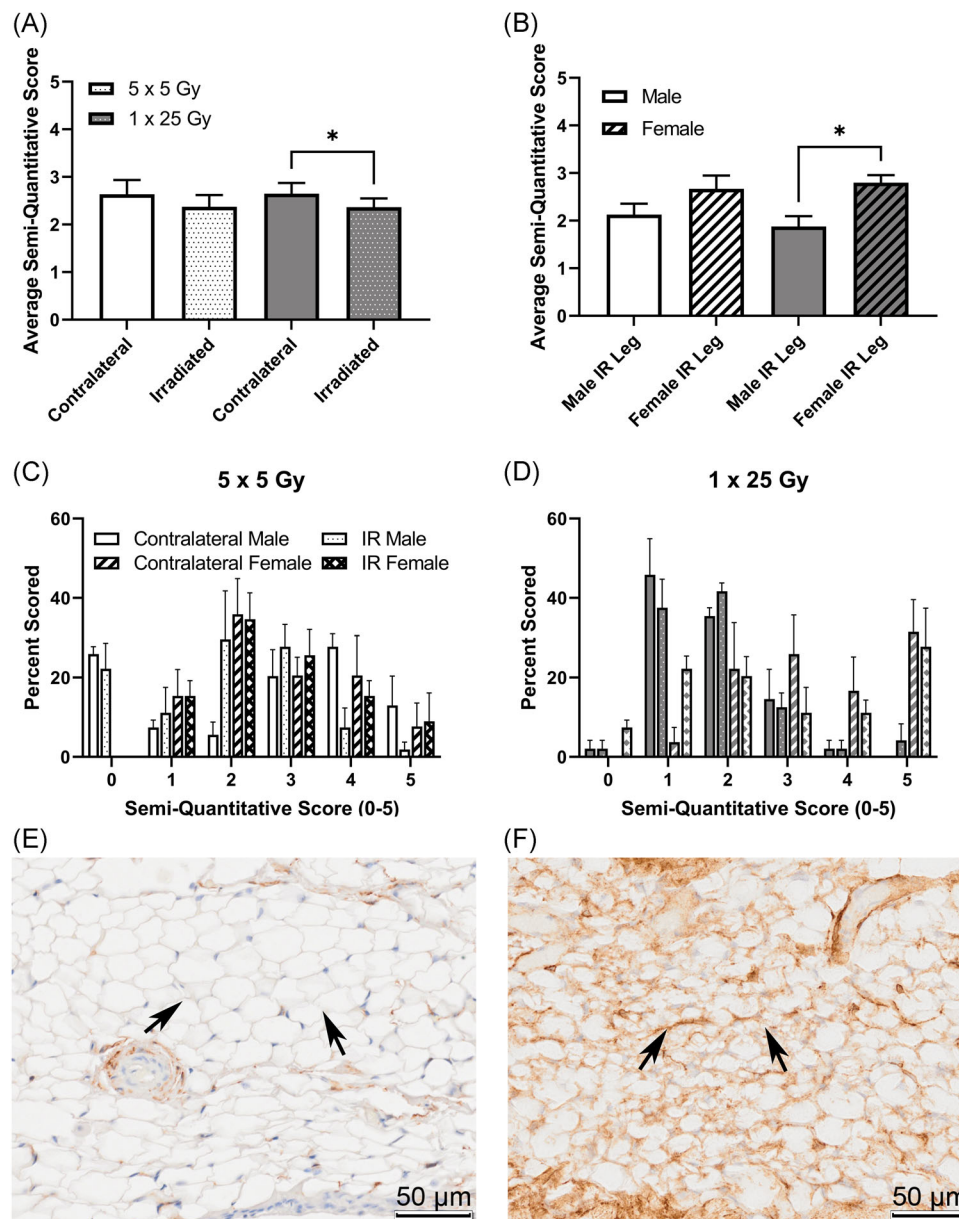 (A)
Average Semi-Quantitative Score
5
4
3
2
1
0
5 x 5 Gy
1 x 25 Gy
*
Contralateral
Irradiated
Contralateral
Irradiated
(B)
Average Semi-Quantitative Score
5
4
3
2
1
0
Male
Female
*
Male IR Leg
Female IR Leg
Male IR Leg
Female IR Leg
(C)
5 x 5 Gy
Percent Scored
60
40
20
0
Contralateral Male
IR Male
Contralateral Female
IR Female
0 1 2 3 4 5
Semi-Quantitative Score (0-5)
(D)
1 x 25 Gy
Percent Scored
60
40
20
0
0 1 2 3 4 5
Semi-Quantitative Score (0-5)
(E)
50 µm
(F)
50 µm